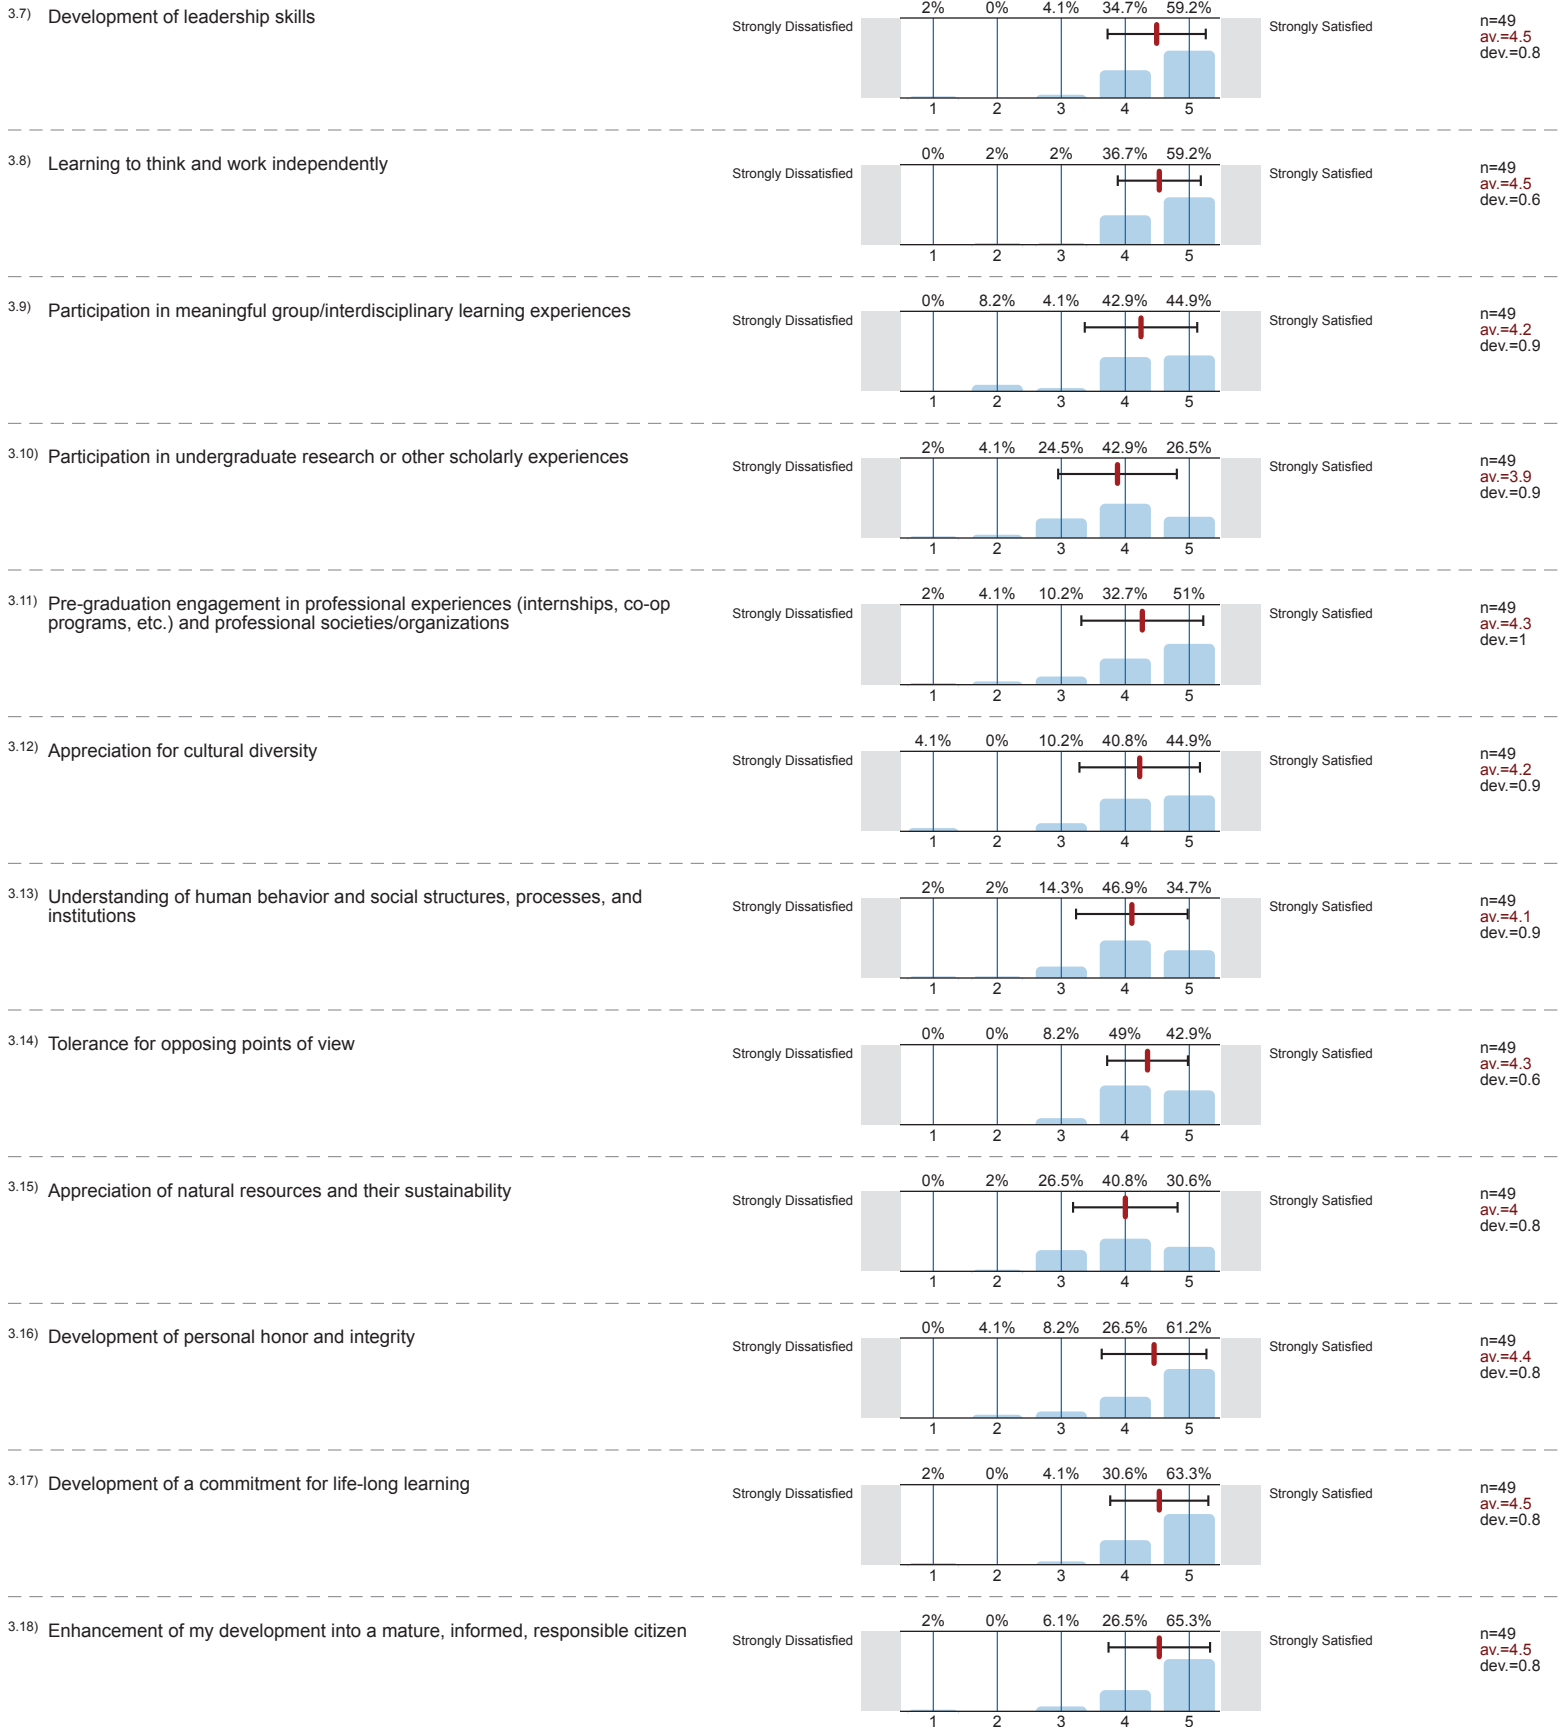 3.7) Development of leadership skills
2% 0% 4.1% 34.7% 59.2%
Strongly Dissatisfied Strongly Satisfied
n=49
av.=4.5
dev.=0.8
1 2 3 4 5
3.8) Learning to think and work independently
0% 2% 2% 36.7% 59.2%
Strongly Dissatisfied Strongly Satisfied
n=49
av.=4.5
dev.=0.6
1 2 3 4 5
3.9) Participation in meaningful group/interdisciplinary learning experiences
0% 8.2% 4.1% 42.9% 44.9%
Strongly Dissatisfied Strongly Satisfied
n=49
av.=4.2
dev.=0.9
1 2 3 4 5
3.10) Participation in undergraduate research or other scholarly experiences
2% 4.1% 24.5% 42.9% 26.5%
Strongly Dissatisfied Strongly Satisfied
n=49
av.=3.9
dev.=0.9
1 2 3 4 5
3.11) Pre-graduation engagement in professional experiences (internships, co-op
programs, etc.) and professional societies/organizations
2% 4.1% 10.2% 32.7% 51%
Strongly Dissatisfied Strongly Satisfied
n=49
av.=4.3
dev.=1
1 2 3 4 5
3.12) Appreciation for cultural diversity
4.1% 0% 10.2% 40.8% 44.9%
Strongly Dissatisfied Strongly Satisfied
n=49
av.=4.2
dev.=0.9
1 2 3 4 5
3.13) Understanding of human behavior and social structures, processes, and
institutions
2% 2% 14.3% 46.9% 34.7%
Strongly Dissatisfied Strongly Satisfied
n=49
av.=4.1
dev.=0.9
1 2 3 4 5
3.14) Tolerance for opposing points of view
0% 0% 8.2% 49% 42.9%
Strongly Dissatisfied Strongly Satisfied
n=49
av.=4.3
dev.=0.6
1 2 3 4 5
3.15) Appreciation of natural resources and their sustainability
0% 2% 26.5% 40.8% 30.6%
Strongly Dissatisfied Strongly Satisfied
n=49
av.=4
dev.=0.8
1 2 3 4 5
3.16) Development of personal honor and integrity
0% 4.1% 8.2% 26.5% 61.2%
Strongly Dissatisfied Strongly Satisfied
n=49
av.=4.4
dev.=0.8
1 2 3 4 5
3.17) Development of a commitment for life-long learning
2% 0% 4.1% 30.6% 63.3%
Strongly Dissatisfied Strongly Satisfied
n=49
av.=4.5
dev.=0.8
1 2 3 4 5
3.18) Enhancement of my development into a mature, informed, responsible citizen
2% 0% 6.1% 26.5% 65.3%
Strongly Dissatisfied Strongly Satisfied
n=49
av.=4.5
dev.=0.8
1 2 3 4 5